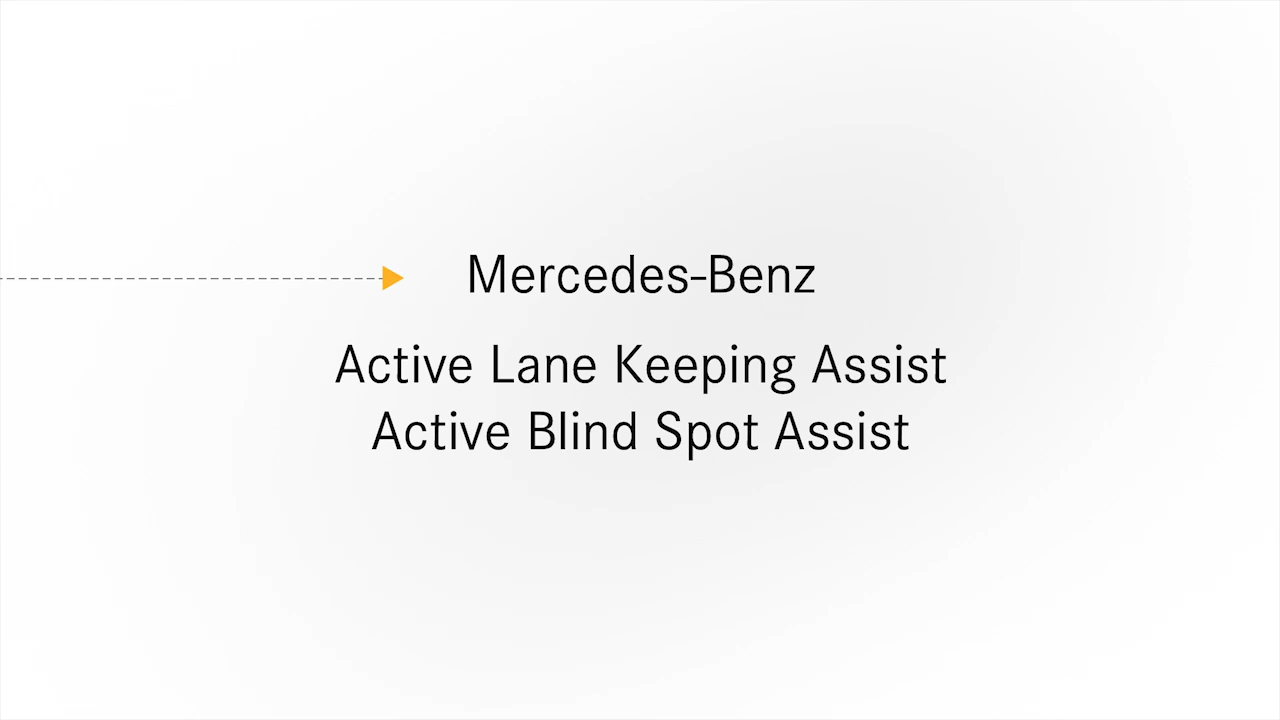 Mercedes-Benz
Active Lane Keeping Assist
Active Blind Spot Assist